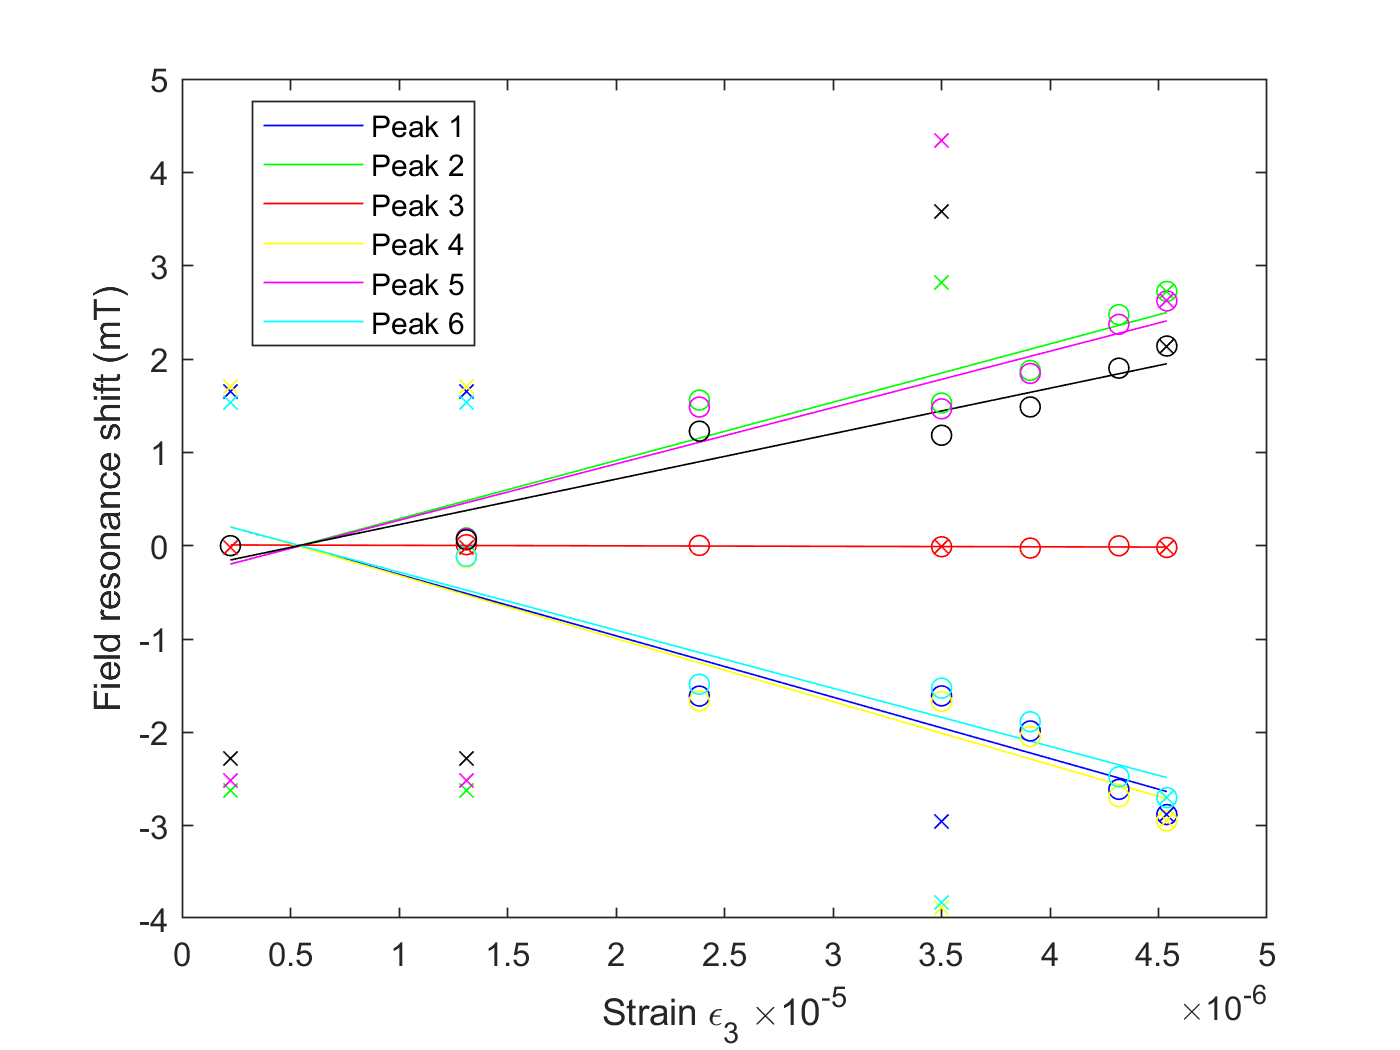 Field resonance shift (mT)
5
4
3
2
1
0
-1
-2
-3
-4
Peak 1
Peak 2
Peak 3
Peak 4
Peak 5
Peak 6
0 0.5 1 1.5 2 2.5 3 3.5 4 4.5 5
Strain ϵ₃ ×10⁻⁵
×10⁻⁶